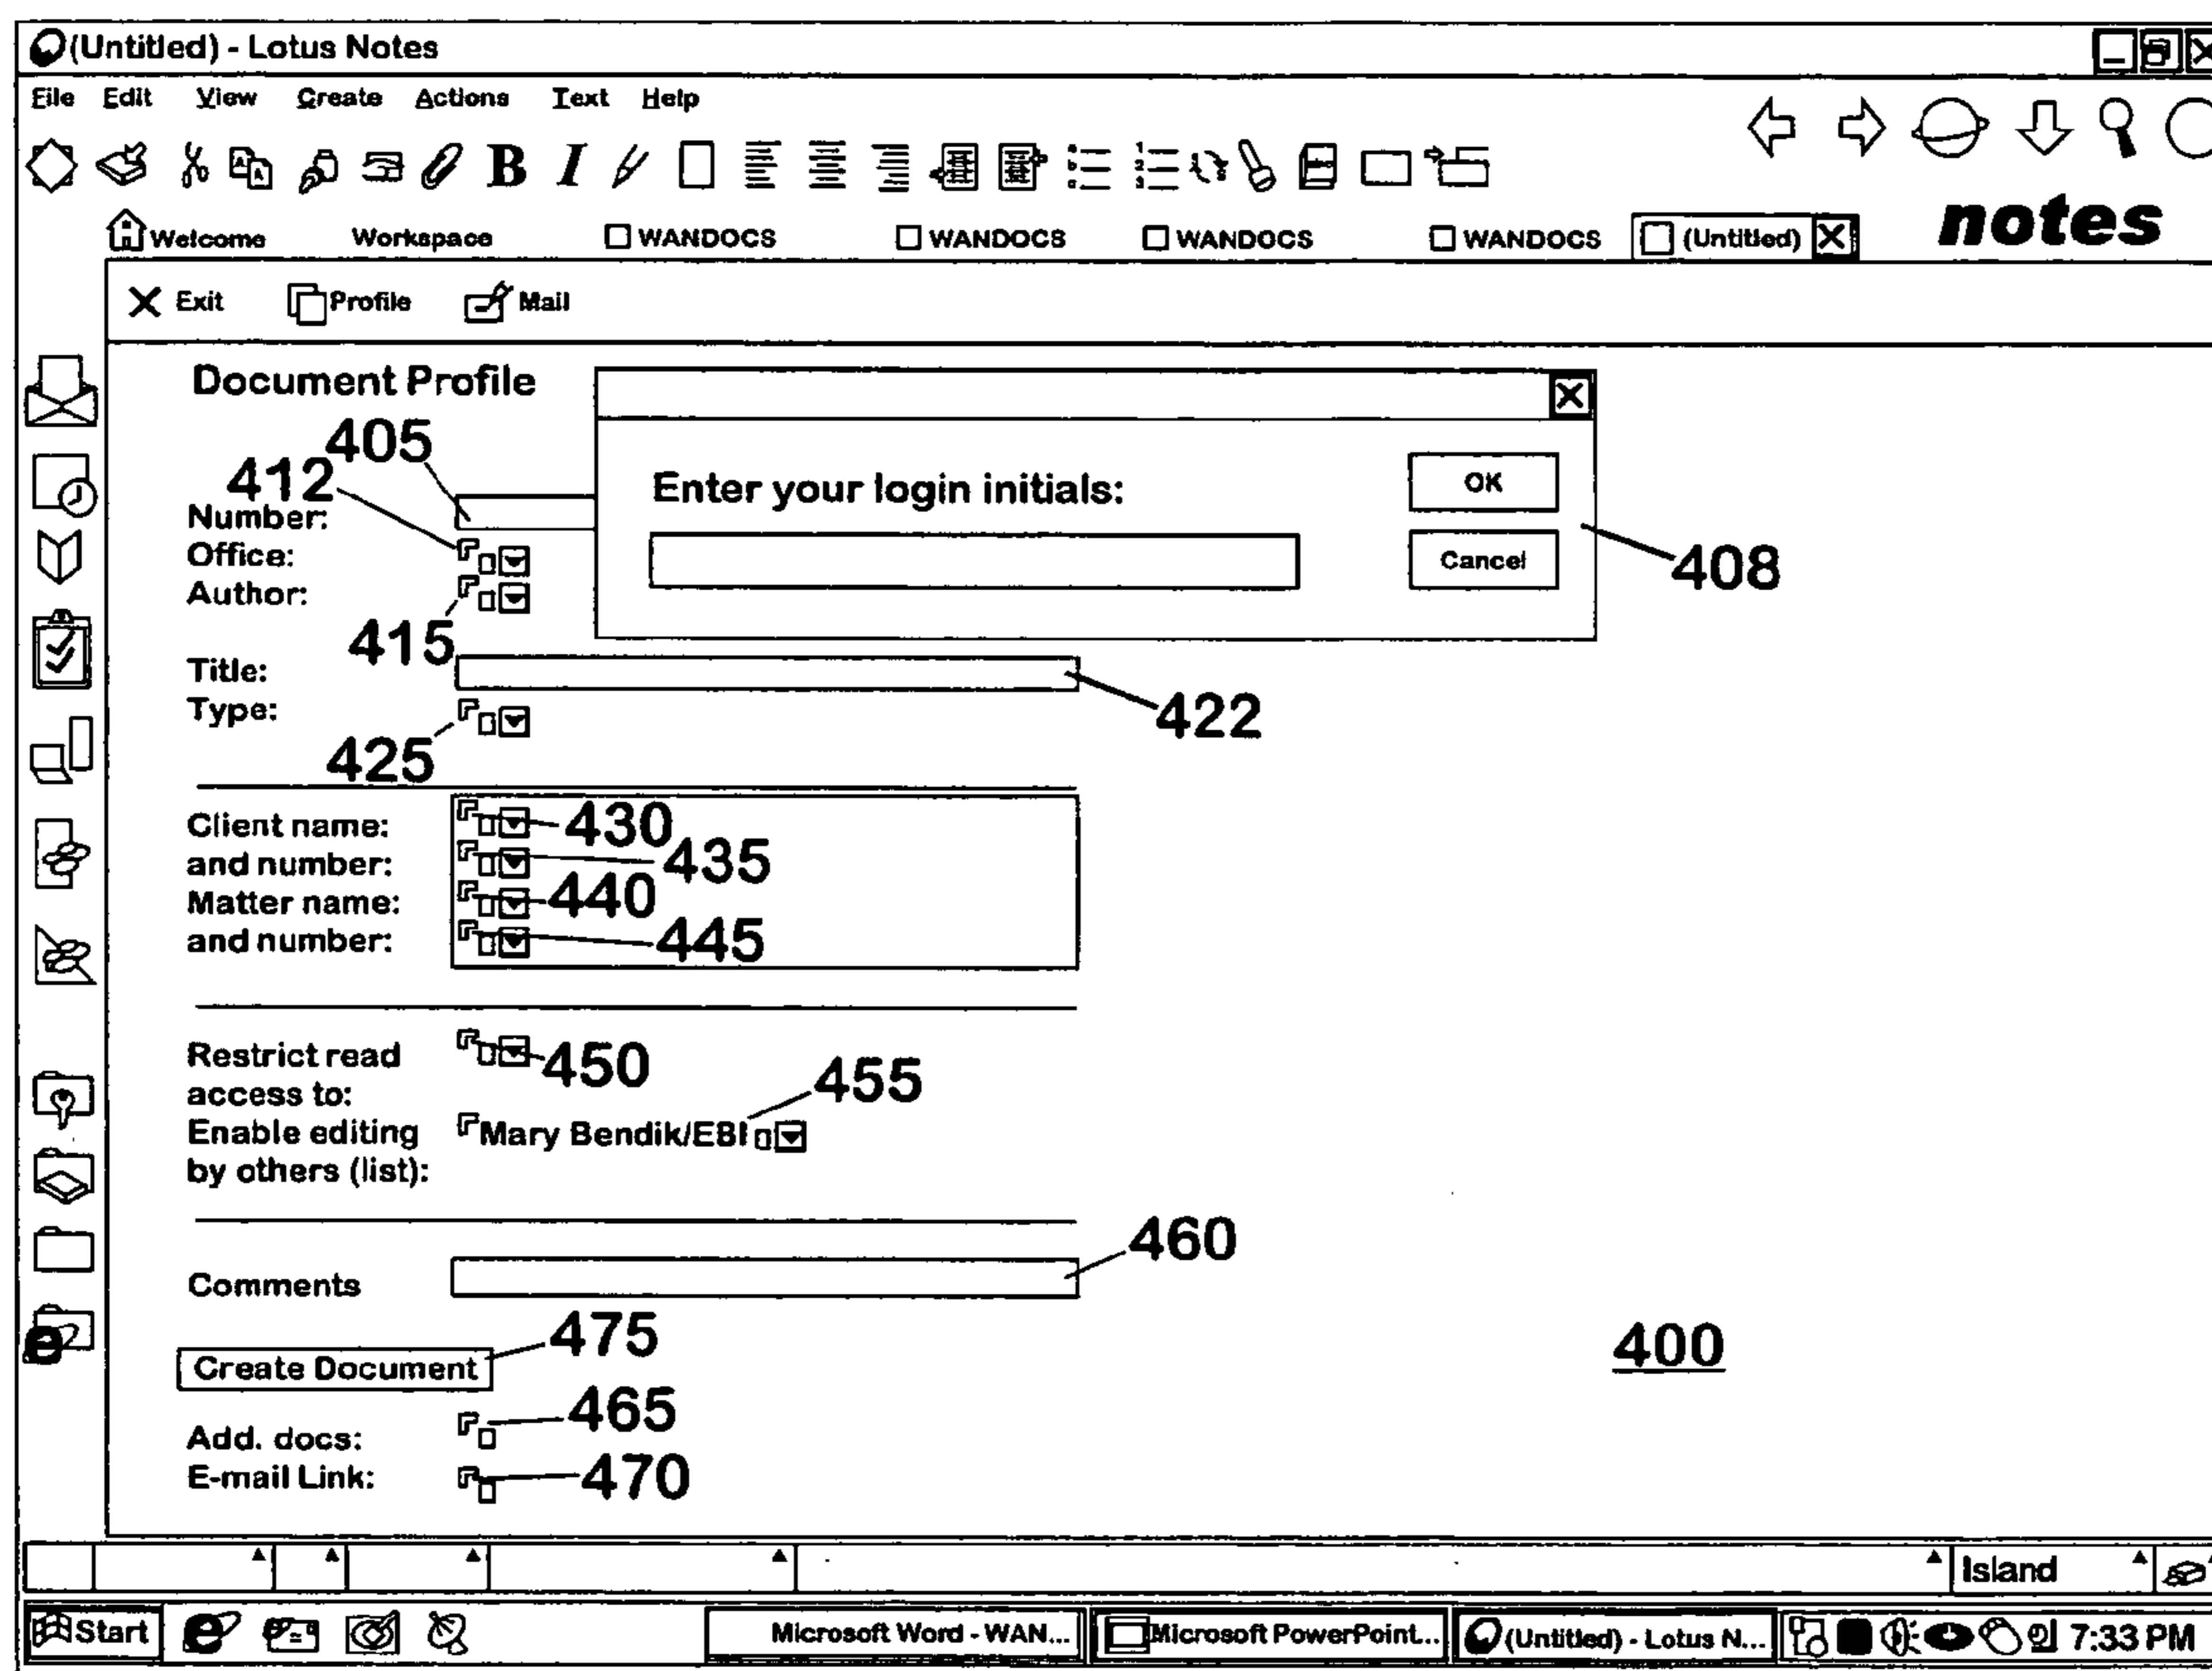 (Untitled) - Lotus Notes
File Edit View Create Actions Text Help
B I
notes
Welcome Workspace WANDOCS WANDOCS WANDOCS WANDOCS (Untitled)
Exit Profile Mail
Document Profile
405
412
Enter your login initials:
OK
Number:
Office:
Cancel
408
Author:
415
Title:
422
Type:
425
Client name: 430
and number: 435
Matter name: 440
and number: 445
Restrict read 450
access to: 455
Enable editing Mary Bendik/EBI
by others (list):
460
Comments
475
400
Create Document
465
Add. docs:
E-mail Link: 470
Island
Start Microsoft Word - WAN... Microsoft PowerPoint... (Untitled) - Lotus N... 7:33 PM